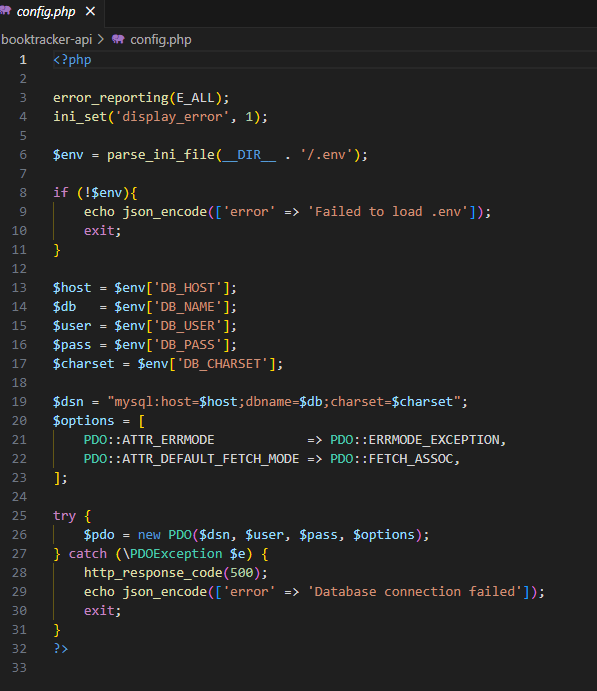 config.php ×
booktracker-api > config.php
1 <?php
2
3 error_reporting(E_ALL);
4 ini_set('display_error', 1);
5
6 $env = parse_ini_file(__DIR__ . '/.env');
7
8 if (!$env){
9     echo json_encode(['error' => 'Failed to load .env']);
10     exit;
11 }
12
13 $host = $env['DB_HOST'];
14 $db   = $env['DB_NAME'];
15 $user = $env['DB_USER'];
16 $pass = $env['DB_PASS'];
17 $charset = $env['DB_CHARSET'];
18
19 $dsn = "mysql:host=$host;dbname=$db;charset=$charset";
20 $options = [
21     PDO::ATTR_ERRMODE            => PDO::ERRMODE_EXCEPTION,
22     PDO::ATTR_DEFAULT_FETCH_MODE => PDO::FETCH_ASSOC,
23 ];
24
25 try {
26     $pdo = new PDO($dsn, $user, $pass, $options);
27 } catch (\PDOException $e) {
28     http_response_code(500);
29     echo json_encode(['error' => 'Database connection failed']);
30     exit;
31 }
32 ?>
33